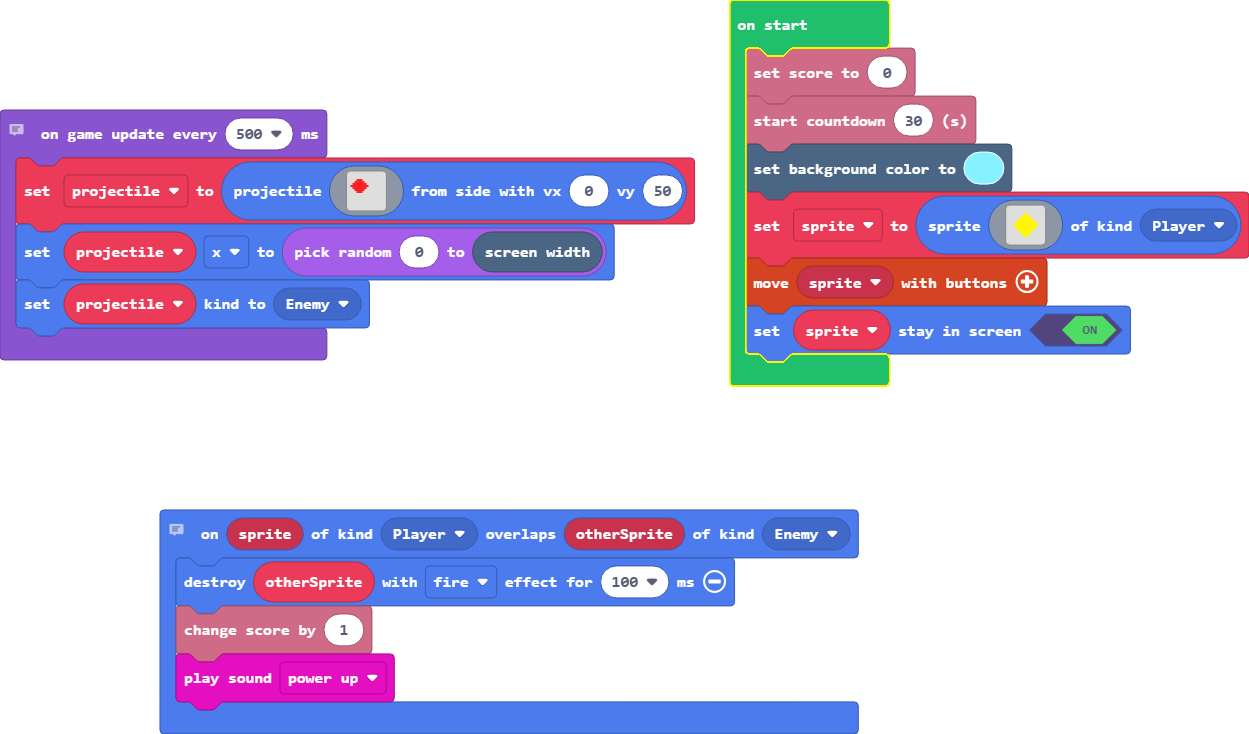 on start
set score to 0
start countdown 30 (s)
set background color to
set sprite to sprite of kind Player
move sprite with buttons
set sprite stay in screen ON
on game update every 500 ms
set projectile to projectile from side with vx 0 vy 50
set projectile x to pick random 0 to screen width
set projectile kind to Enemy
on sprite of kind Player overlaps otherSprite of kind Enemy
destroy otherSprite with fire effect for 100 ms
change score by 1
play sound power up